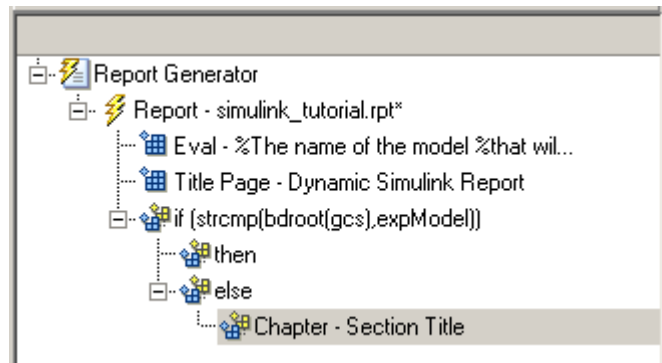 Report Generator
Report - simulink_tutorial.rpt*
Eval - %The name of the model %that wil...
Title Page - Dynamic Simulink Report
if (strcmp(bdroot(gcs),expModel))
then
else
Chapter - Section Title